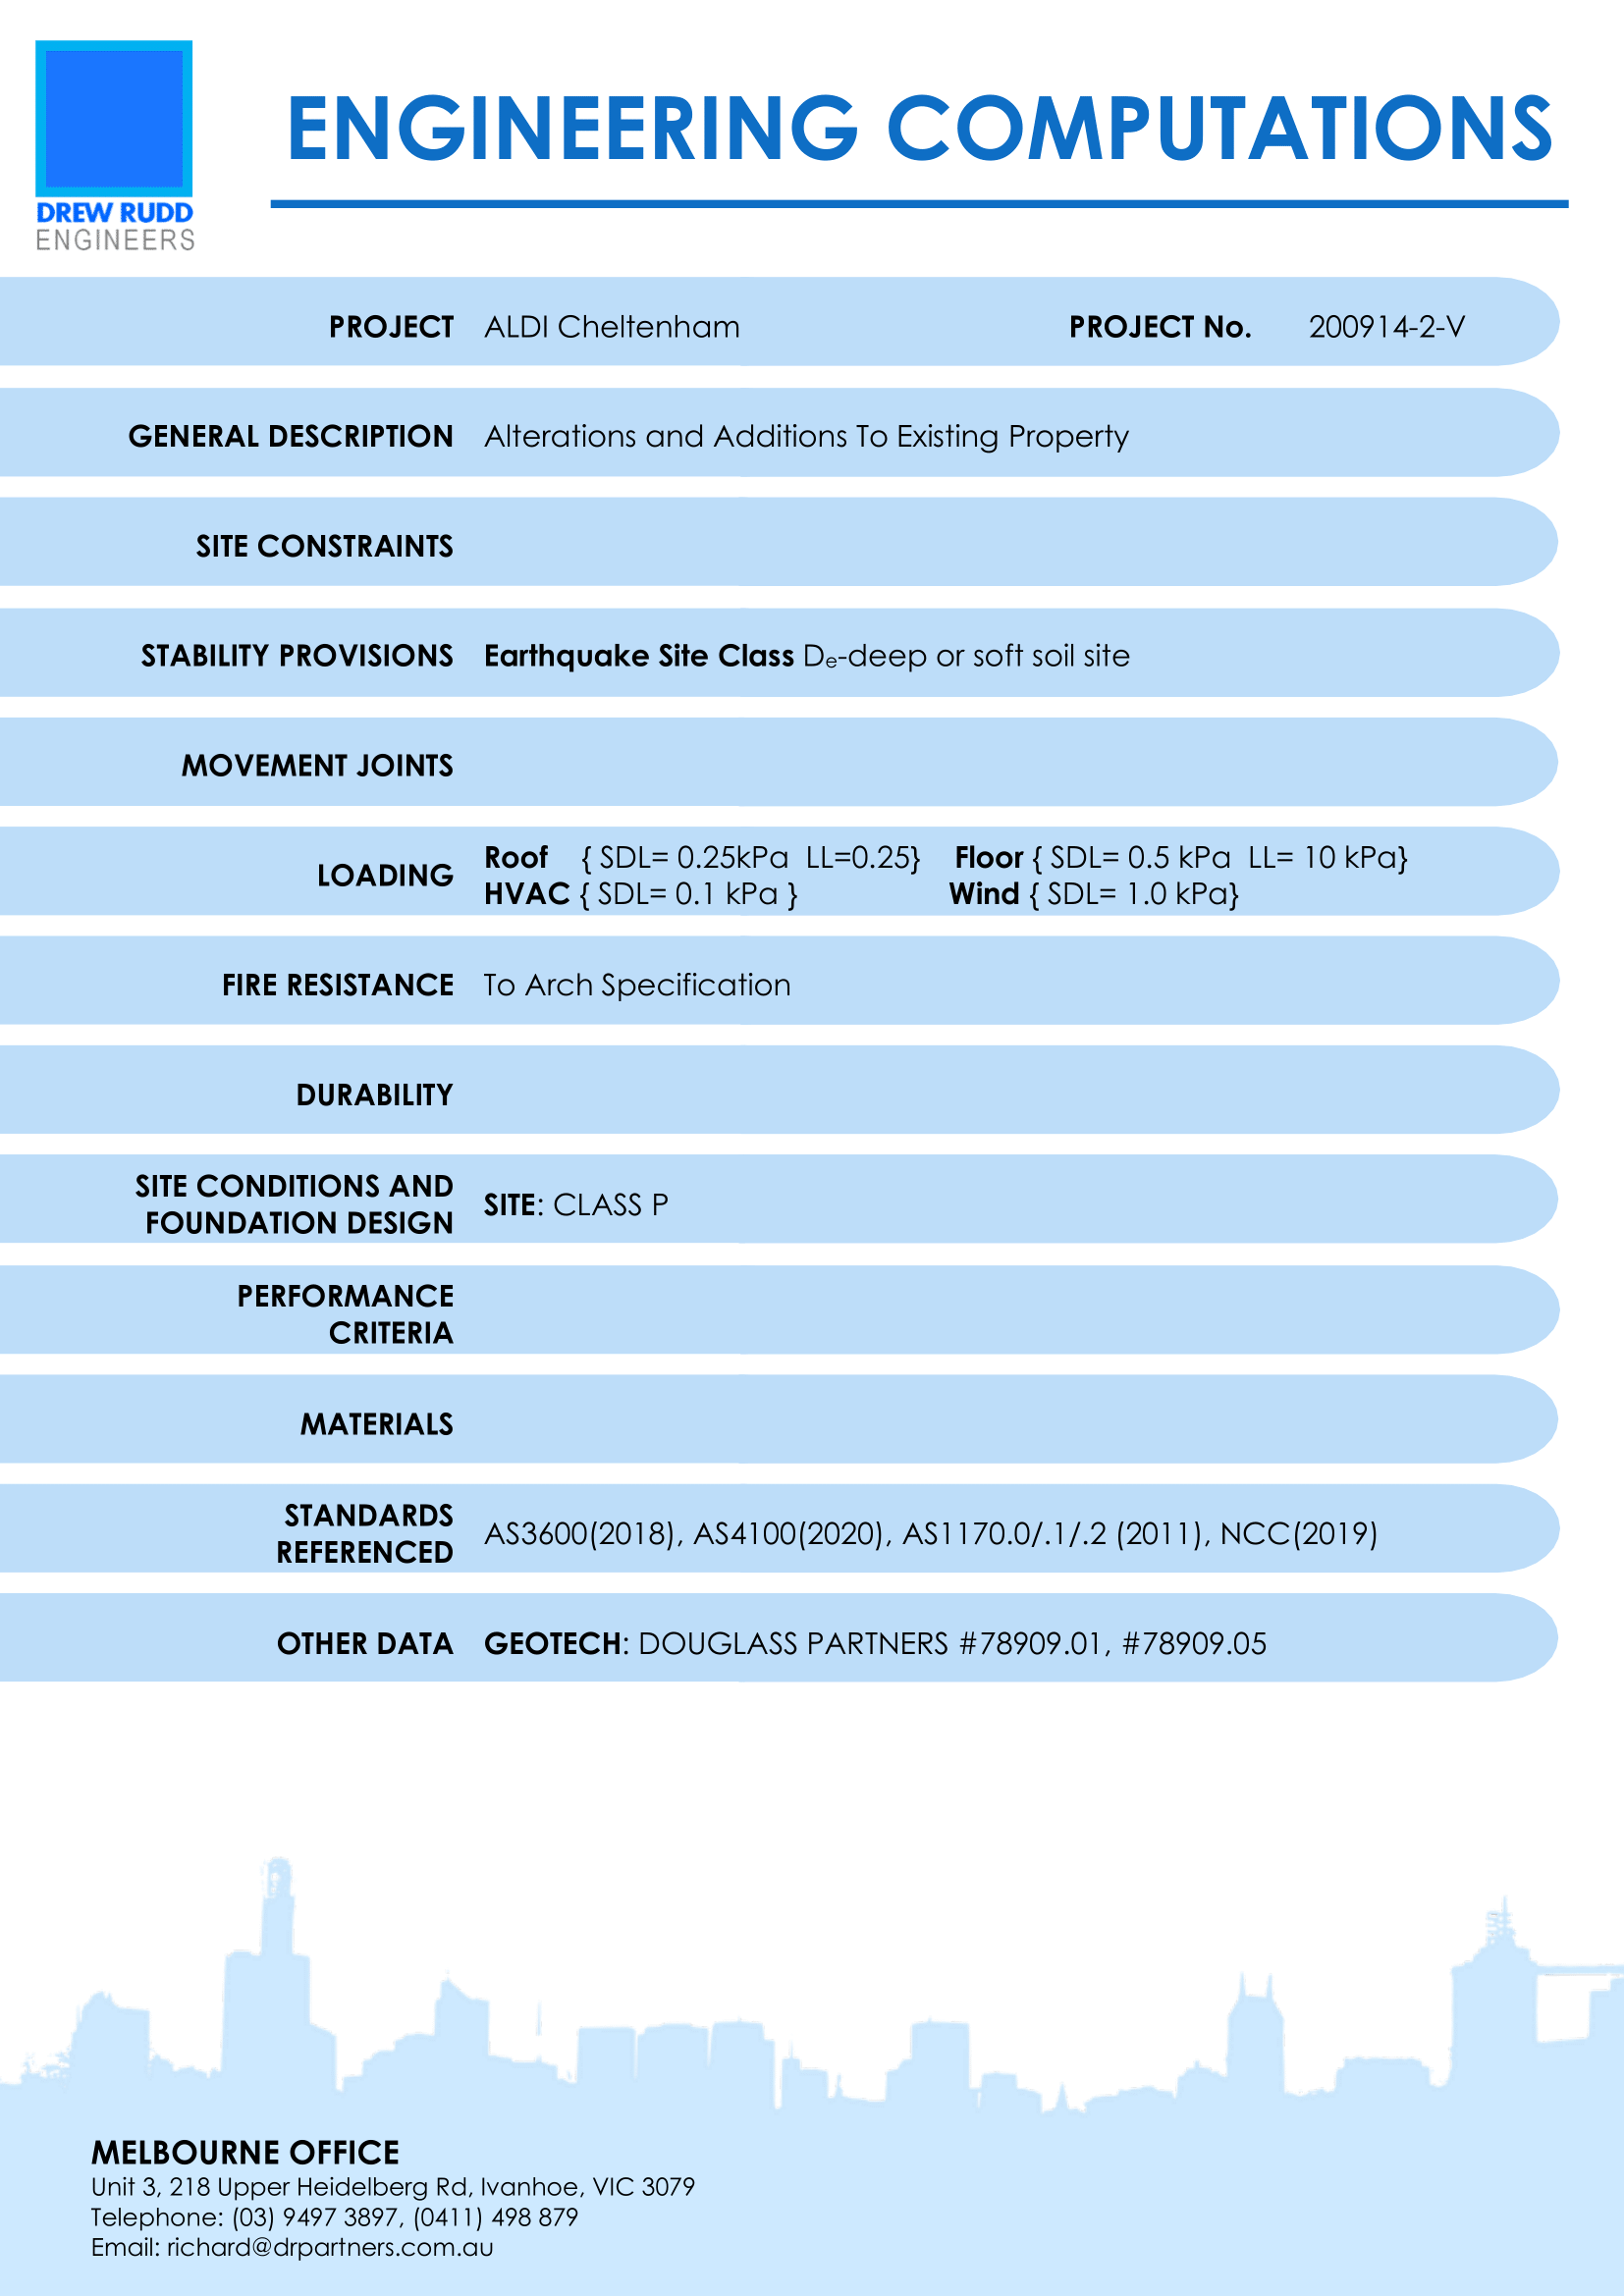 ENGINEERING COMPUTATIONS
DREW RUDD
ENGINEERS
PROJECT ALDI Cheltenham PROJECT No. 200914-2-V
GENERAL DESCRIPTION Alterations and Additions To Existing Property
SITE CONSTRAINTS
STABILITY PROVISIONS Earthquake Site Class Dₑ-deep or soft soil site
MOVEMENT JOINTS
LOADING
Roof { SDL= 0.25kPa LL=0.25} Floor { SDL= 0.5 kPa LL= 10 kPa}
HVAC { SDL= 0.1 kPa } Wind { SDL= 1.0 kPa}
FIRE RESISTANCE To Arch Specification
DURABILITY
SITE CONDITIONS AND
FOUNDATION DESIGN
SITE: CLASS P
PERFORMANCE
CRITERIA
MATERIALS
STANDARDS
REFERENCED
AS3600(2018), AS4100(2020), AS1170.0/.1/.2 (2011), NCC(2019)
OTHER DATA GEOTECH: DOUGLASS PARTNERS #78909.01, #78909.05
MELBOURNE OFFICE
Unit 3, 218 Upper Heidelberg Rd, Ivanhoe, VIC 3079
Telephone: (03) 9497 3897, (0411) 498 879
Email: richard@drpartners.com.au